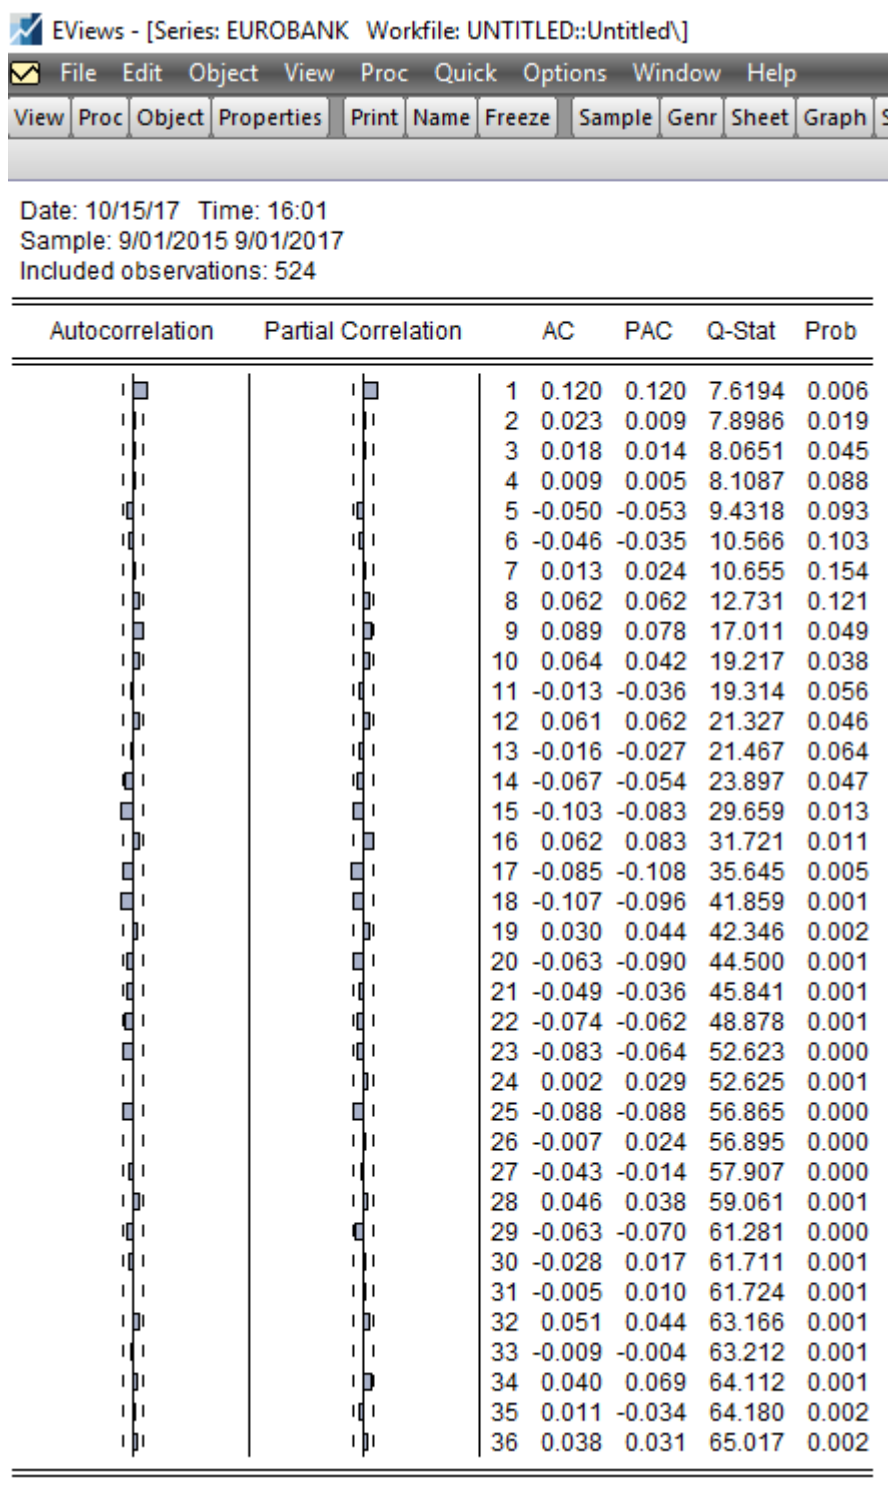 EViews - [Series: EUROBANK   Workfile: UNTITLED::Untitled\]
File Edit Object View Proc Quick Options Window Help
View Proc Object Properties Print Name Freeze Sample Genr Sheet Graph S
Date: 10/15/17   Time: 16:01
Sample: 9/01/2015 9/01/2017
Included observations: 524
Autocorrelation Partial Correlation AC PAC Q-Stat Prob
1 0.120 0.120 7.6194 0.006
2 0.023 0.009 7.8986 0.019
3 0.018 0.014 8.0651 0.045
4 0.009 0.005 8.1087 0.088
5 -0.050 -0.053 9.4318 0.093
6 -0.046 -0.035 10.566 0.103
7 0.013 0.024 10.655 0.154
8 0.062 0.062 12.731 0.121
9 0.089 0.078 17.011 0.049
10 0.064 0.042 19.217 0.038
11 -0.013 -0.036 19.314 0.056
12 0.061 0.062 21.327 0.046
13 -0.016 -0.027 21.467 0.064
14 -0.067 -0.054 23.897 0.047
15 -0.103 -0.083 29.659 0.013
16 0.062 0.083 31.721 0.011
17 -0.085 -0.108 35.645 0.005
18 -0.107 -0.096 41.859 0.001
19 0.030 0.044 42.346 0.002
20 -0.063 -0.090 44.500 0.001
21 -0.049 -0.036 45.841 0.001
22 -0.074 -0.062 48.878 0.001
23 -0.083 -0.064 52.623 0.000
24 0.002 0.029 52.625 0.001
25 -0.088 -0.088 56.865 0.000
26 -0.007 0.024 56.895 0.000
27 -0.043 -0.014 57.907 0.000
28 0.046 0.038 59.061 0.001
29 -0.063 -0.070 61.281 0.000
30 -0.028 0.017 61.711 0.001
31 -0.005 0.010 61.724 0.001
32 0.051 0.044 63.166 0.001
33 -0.009 -0.004 63.212 0.001
34 0.040 0.069 64.112 0.001
35 0.011 -0.034 64.180 0.002
36 0.038 0.031 65.017 0.002